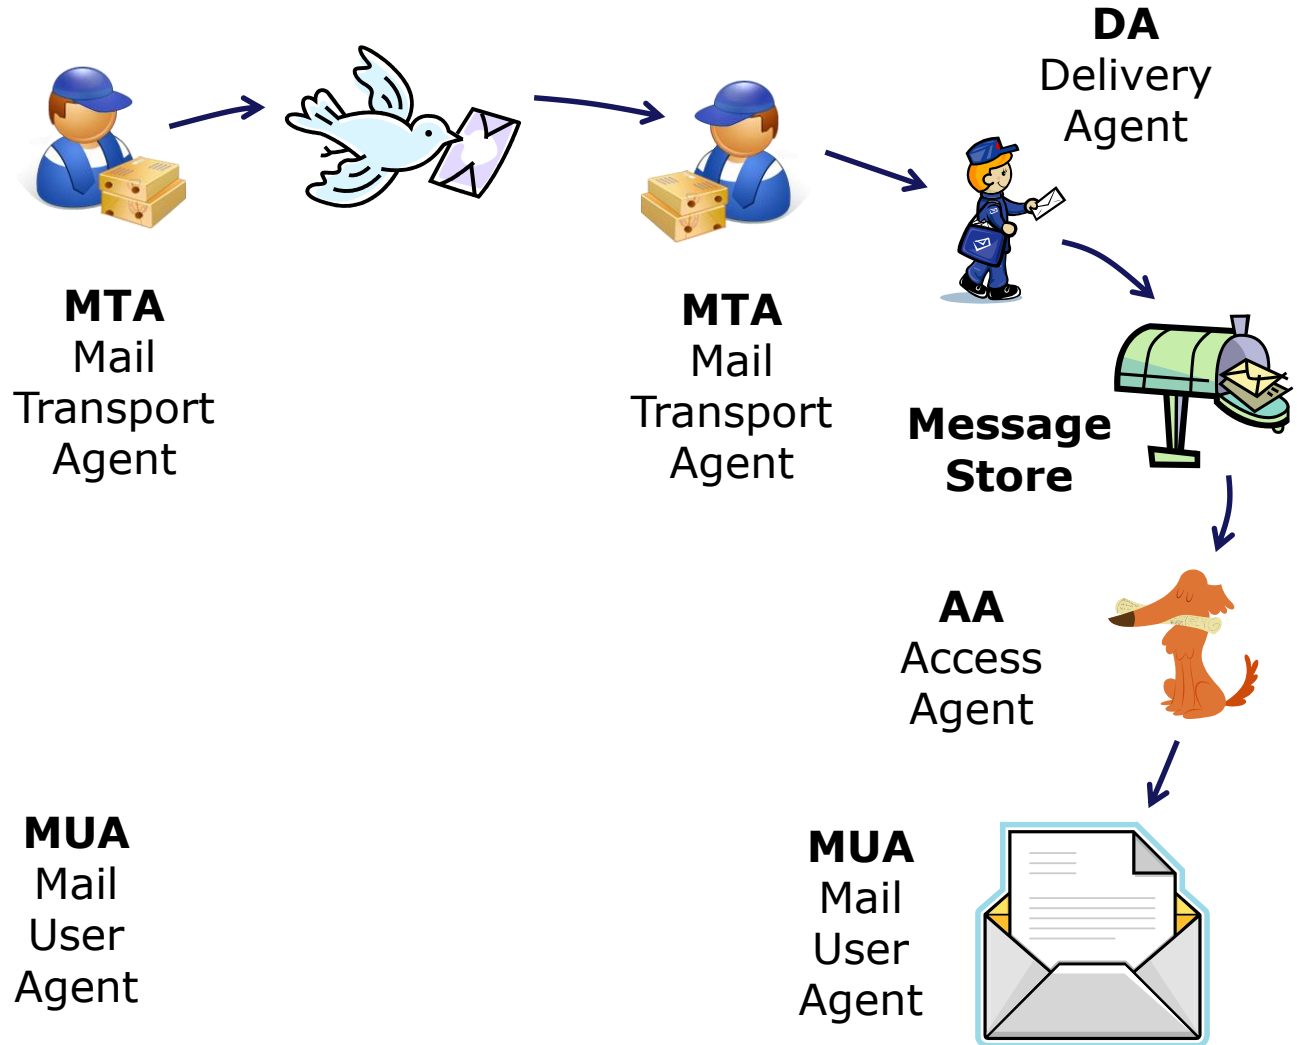 DA
Delivery
Agent
MTA
Mail
Transport
Agent
MTA
Mail
Transport
Agent
Message
Store
AA
Access
Agent
MUA
Mail
User
Agent
MUA
Mail
User
Agent